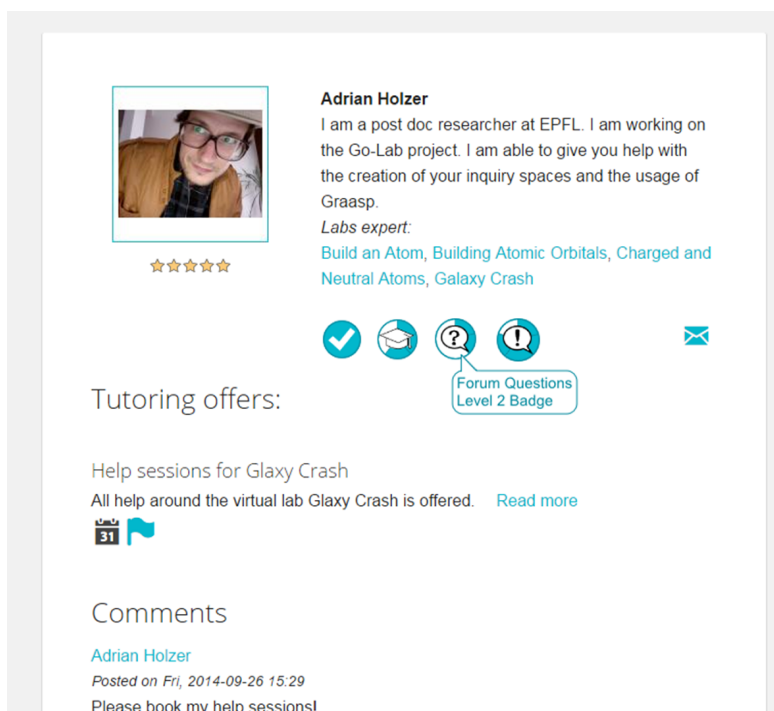 Adrian Holzer
I am a post doc researcher at EPFL. I am working on
the Go-Lab project. I am able to give you help with
the creation of your inquiry spaces and the usage of
Graasp.
Labs expert:
Build an Atom, Building Atomic Orbitals, Charged and
Neutral Atoms, Galaxy Crash
?
!
Forum Questions
Level 2 Badge
Tutoring offers:
Help sessions for Glaxy Crash
All help around the virtual lab Glaxy Crash is offered. Read more
31
Comments
Adrian Holzer
Posted on Fri, 2014-09-26 15:29
Please book my help sessions!